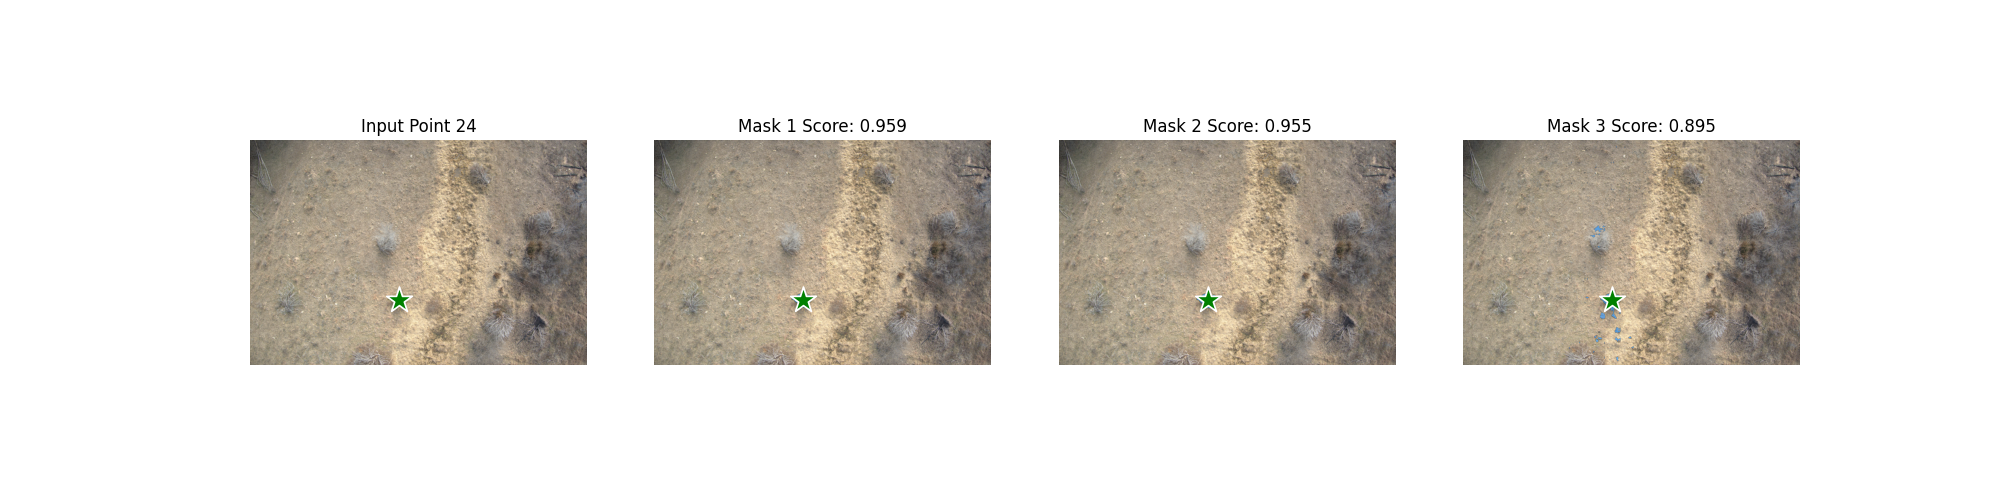 Input Point 24
Mask 1 Score: 0.959
Mask 2 Score: 0.955
Mask 3 Score: 0.895